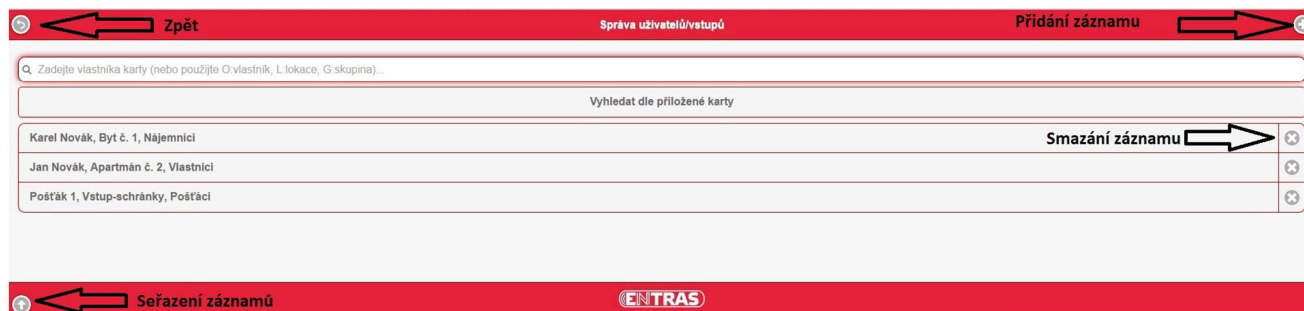 Zpět
Správa uživatelů/vstupů
Přidání záznamu
Zadejte vlastníka karty (nebo použijte O:vlastník, L:lokace, G:skupina)...
Vyhledat dle přiložené karty
Karel Novák, Byt č. 1, Nájemníci
Smazání záznamu
Jan Novák, Apartmán č. 2, Vlastníci
Pošťák 1, Vstup-schránky, Pošťáci
Seřazení záznamů
ENTRAS